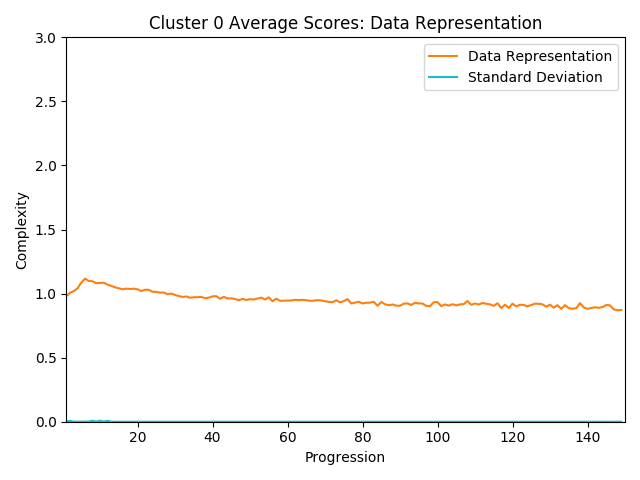 Cluster 0 Average Scores: Data Representation
3.0
2.5
2.0
1.5
1.0
0.5
0.0
Complexity
Data Representation
Standard Deviation
20
40
60
80
100
120
140
Progression